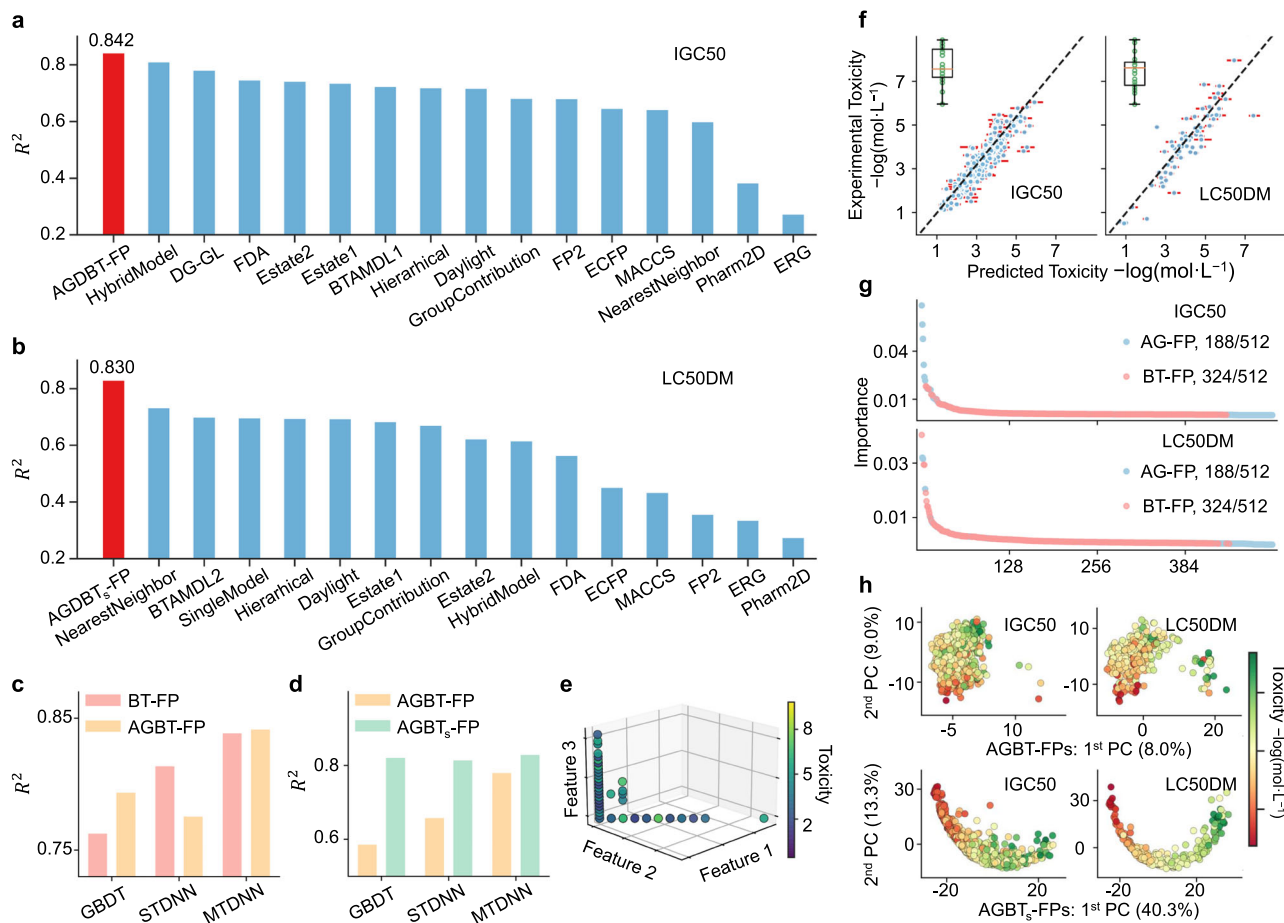 a
0.842
IGC50
0.8
0.6
0.4
0.2
R²
AGDBT-FP
HybridModel
DG-GL
FDA
Estate2
Estate1
BTAMDL1
Hierarhical
Daylight
GroupContribution
FP2
ECFP
MACCS
NearestNeighbor
Pharm2D
ERG
b
0.830
LC50DM
0.8
0.6
0.4
0.2
R²
AGDBTₛ-FP
NearestNeighbor
BTAMDL2
SingleModel
Hierarhical
Daylight
Estate1
GroupContribution
Estate2
HybridModel
FDA
ECFP
MACCS
FP2
ERG
Pharm2D
c
BT-FP
AGBT-FP
0.85
0.75
R²
GBDT
STDNN
MTDNN
d
AGBT-FP
AGBTₛ-FP
0.8
0.6
R²
GBDT
STDNN
MTDNN
e
Feature 3
Feature 2
Feature 1
8
5
2
Toxicity
f
Experimental Toxicity
−log(mol·L⁻¹)
7
5
3
1
IGC50
LC50DM
1 3 5 7
1 3 5 7
Predicted Toxicity −log(mol·L⁻¹)
g
IGC50
AG-FP, 188/512
BT-FP, 324/512
0.04
0.01
Importance
LC50DM
AG-FP, 188/512
BT-FP, 324/512
0.03
0.01
128 256 384
h
IGC50
LC50DM
2ⁿᵈ PC (9.0%)
10
-10
10
-10
-5 10
0 20
AGBT-FPs: 1ˢᵗ PC (8.0%)
IGC50
LC50DM
2ⁿᵈ PC (13.3%)
30
0
30
0
-20 0 20
-20 0 20
AGBTₛ-FPs: 1ˢᵗ PC (40.3%)
Toxicity −log(mol·L⁻¹)